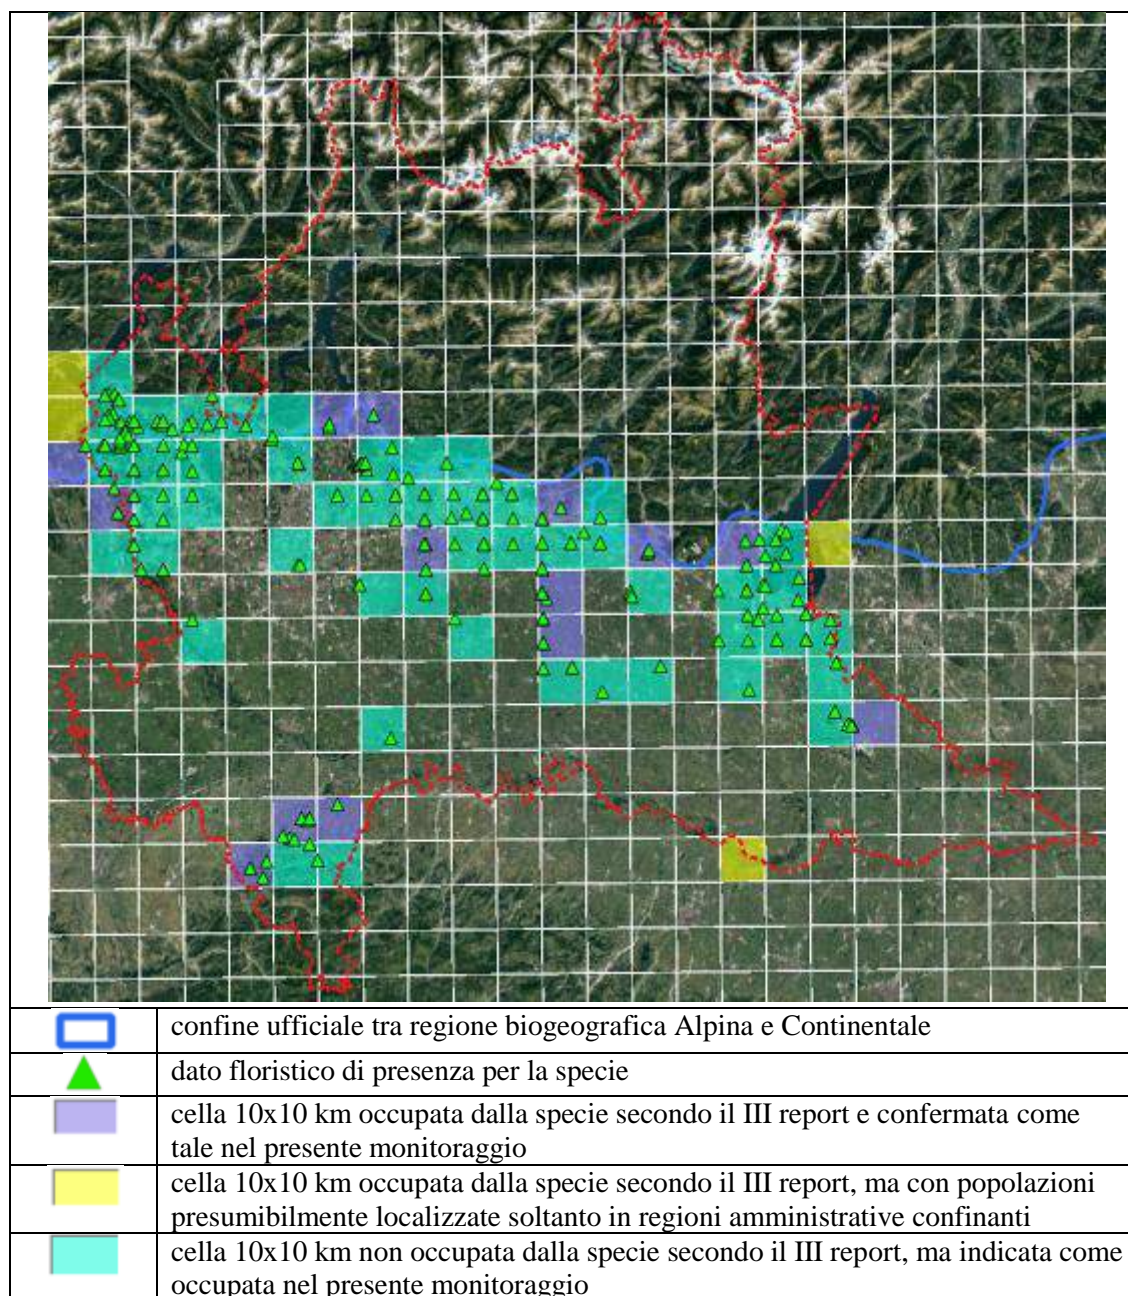 confine ufficiale tra regione biogeografica Alpina e Continentale
dato floristico di presenza per la specie
cella 10x10 km occupata dalla specie secondo il III report e confermata come
tale nel presente monitoraggio
cella 10x10 km occupata dalla specie secondo il III report, ma con popolazioni
presumibilmente localizzate soltanto in regioni amministrative confinanti
cella 10x10 km non occupata dalla specie secondo il III report, ma indicata come
occupata nel presente monitoraggio